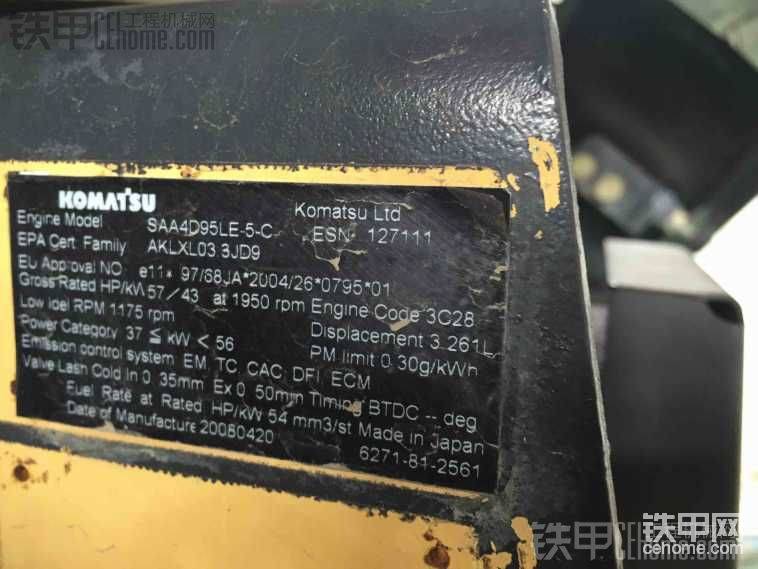 铁甲 工程机械网
CEhome.com
KOMATSU
Komatsu Ltd
Engine Model SAA4D95LE-5-C ESN 127111
EPA Cert. Family AKLXL03.3JD9
EU Approval NO. e11* 97/68JA*2004/26*0795*01
Gross Rated HP/kW 57/43 at 1950 rpm Engine Code 3C28
Low idel RPM 1175 rpm Displacement 3.261L
Power Category 37 ≦ kW < 56 PM limit 0.30g/kWh
Emission control system EM, TC, CAC, DFI, ECM
Valve Lash Cold In 0.35mm Ex 0.50mm Timing BTDC -- deg
Fuel Rate at Rated HP/kW 54 mm3/st Made in Japan
Date of Manufacture 20080420 6271-81-2561
铁甲网
cehome.com